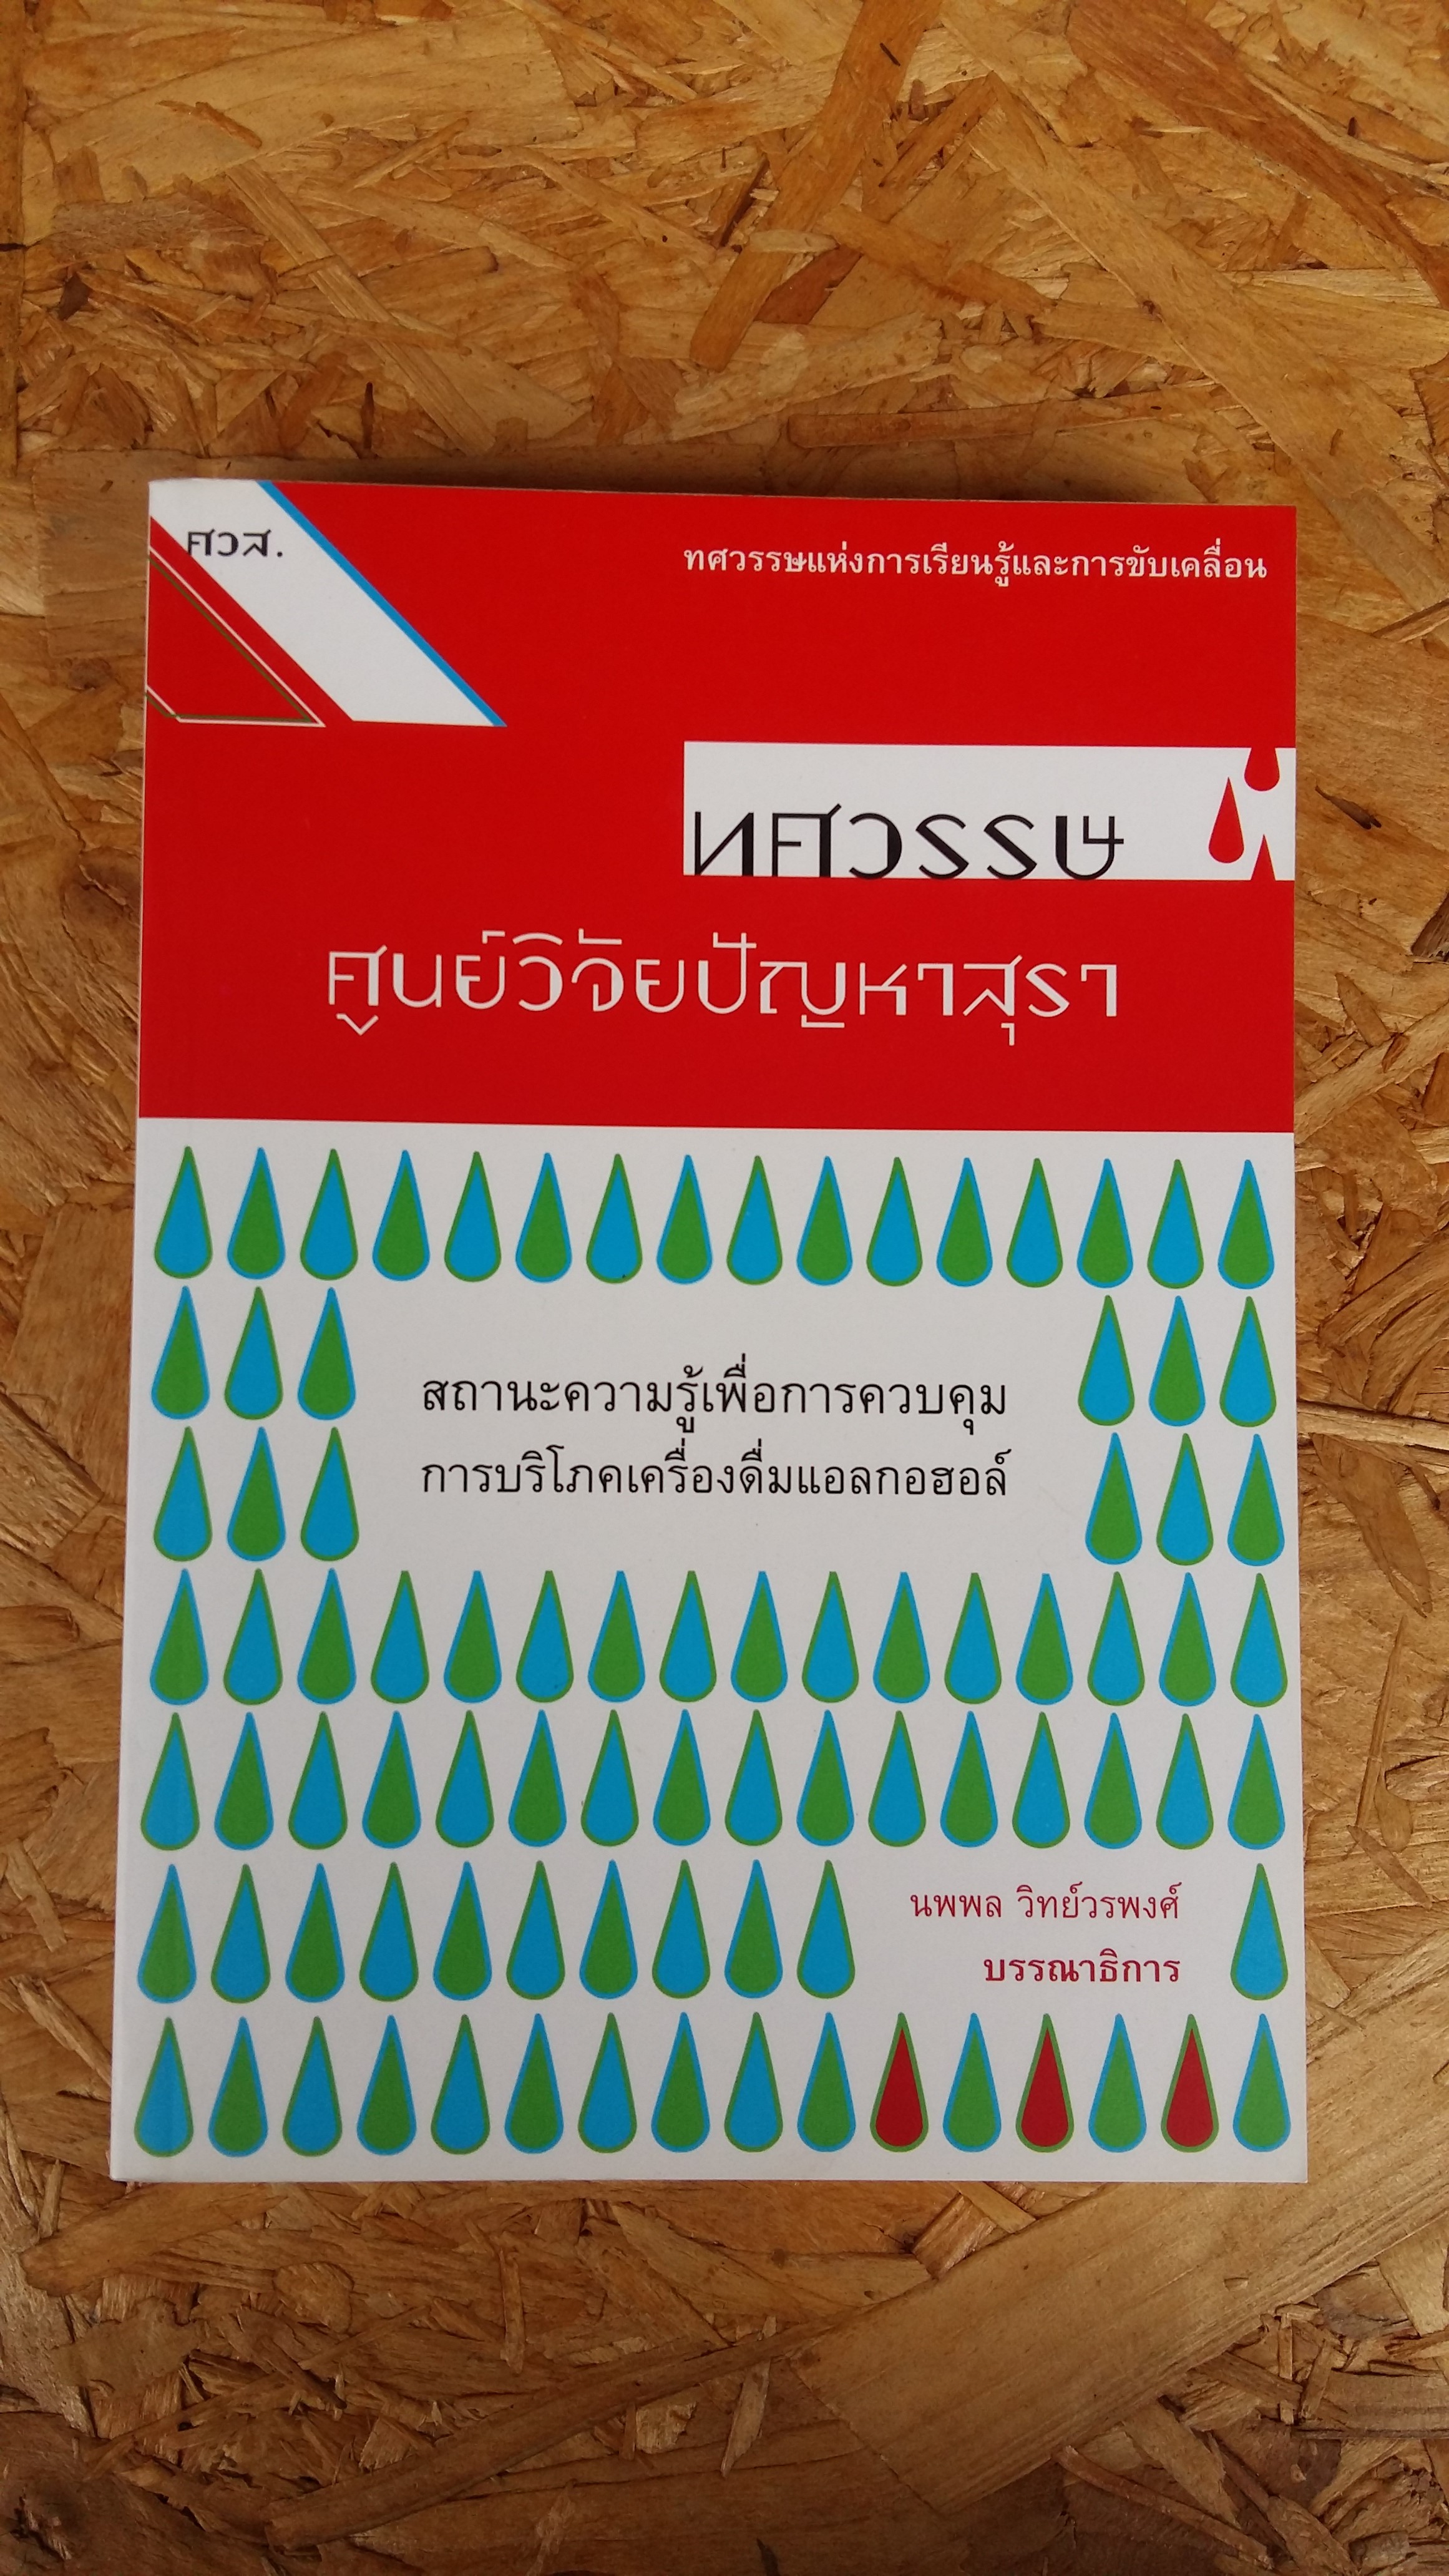 ศวส.
ทศวรรษแห่งการเรียนรู้และการขับเคลื่อน
ทศวรรษ
ศูนย์วิจัยปัญหาสุรา
สถานะความรู้เพื่อการควบคุม
การบริโภคเครื่องดื่มแอลกอฮอล์
นพพล วิทย์วรพงศ์
บรรณาธิการ